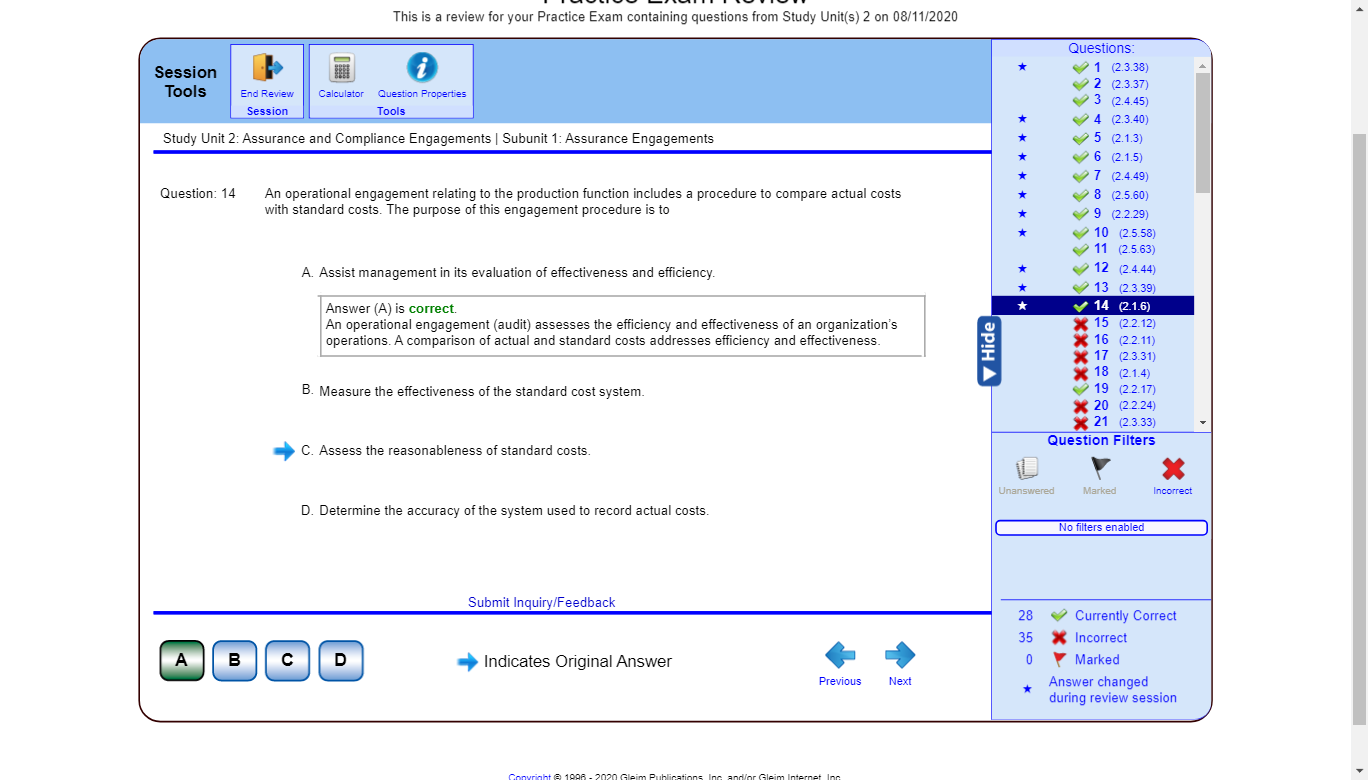 Practice Exam Review
This is a review for your Practice Exam containing questions from Study Unit(s) 2 on 08/11/2020
Session
Tools
End Review
Session
Calculator
Question Properties
Tools
Study Unit 2: Assurance and Compliance Engagements | Subunit 1: Assurance Engagements
Question: 14
An operational engagement relating to the production function includes a procedure to compare actual costs
with standard costs. The purpose of this engagement procedure is to
A. Assist management in its evaluation of effectiveness and efficiency.
Answer (A) is correct.
An operational engagement (audit) assesses the efficiency and effectiveness of an organization's
operations. A comparison of actual and standard costs addresses efficiency and effectiveness.
B. Measure the effectiveness of the standard cost system.
C. Assess the reasonableness of standard costs.
D. Determine the accuracy of the system used to record actual costs.
Submit Inquiry/Feedback
A B C D
Indicates Original Answer
Previous
Next
Questions:
1 (2.3.38)
2 (2.3.37)
3 (2.4.45)
4 (2.3.40)
5 (2.1.3)
6 (2.1.5)
7 (2.4.49)
8 (2.5.60)
9 (2.2.29)
10 (2.5.58)
11 (2.5.63)
12 (2.4.44)
13 (2.3.39)
14 (2.1.6)
15 (2.2.12)
16 (2.2.11)
17 (2.3.31)
18 (2.1.4)
19 (2.2.17)
20 (2.2.24)
21 (2.3.33)
Hide
Question Filters
Unanswered
Marked
Incorrect
No filters enabled
28 Currently Correct
35 Incorrect
0 Marked
Answer changed
during review session
Copyright © 1996 - 2020 Gleim Publications, Inc. and/or Gleim Internet, Inc.